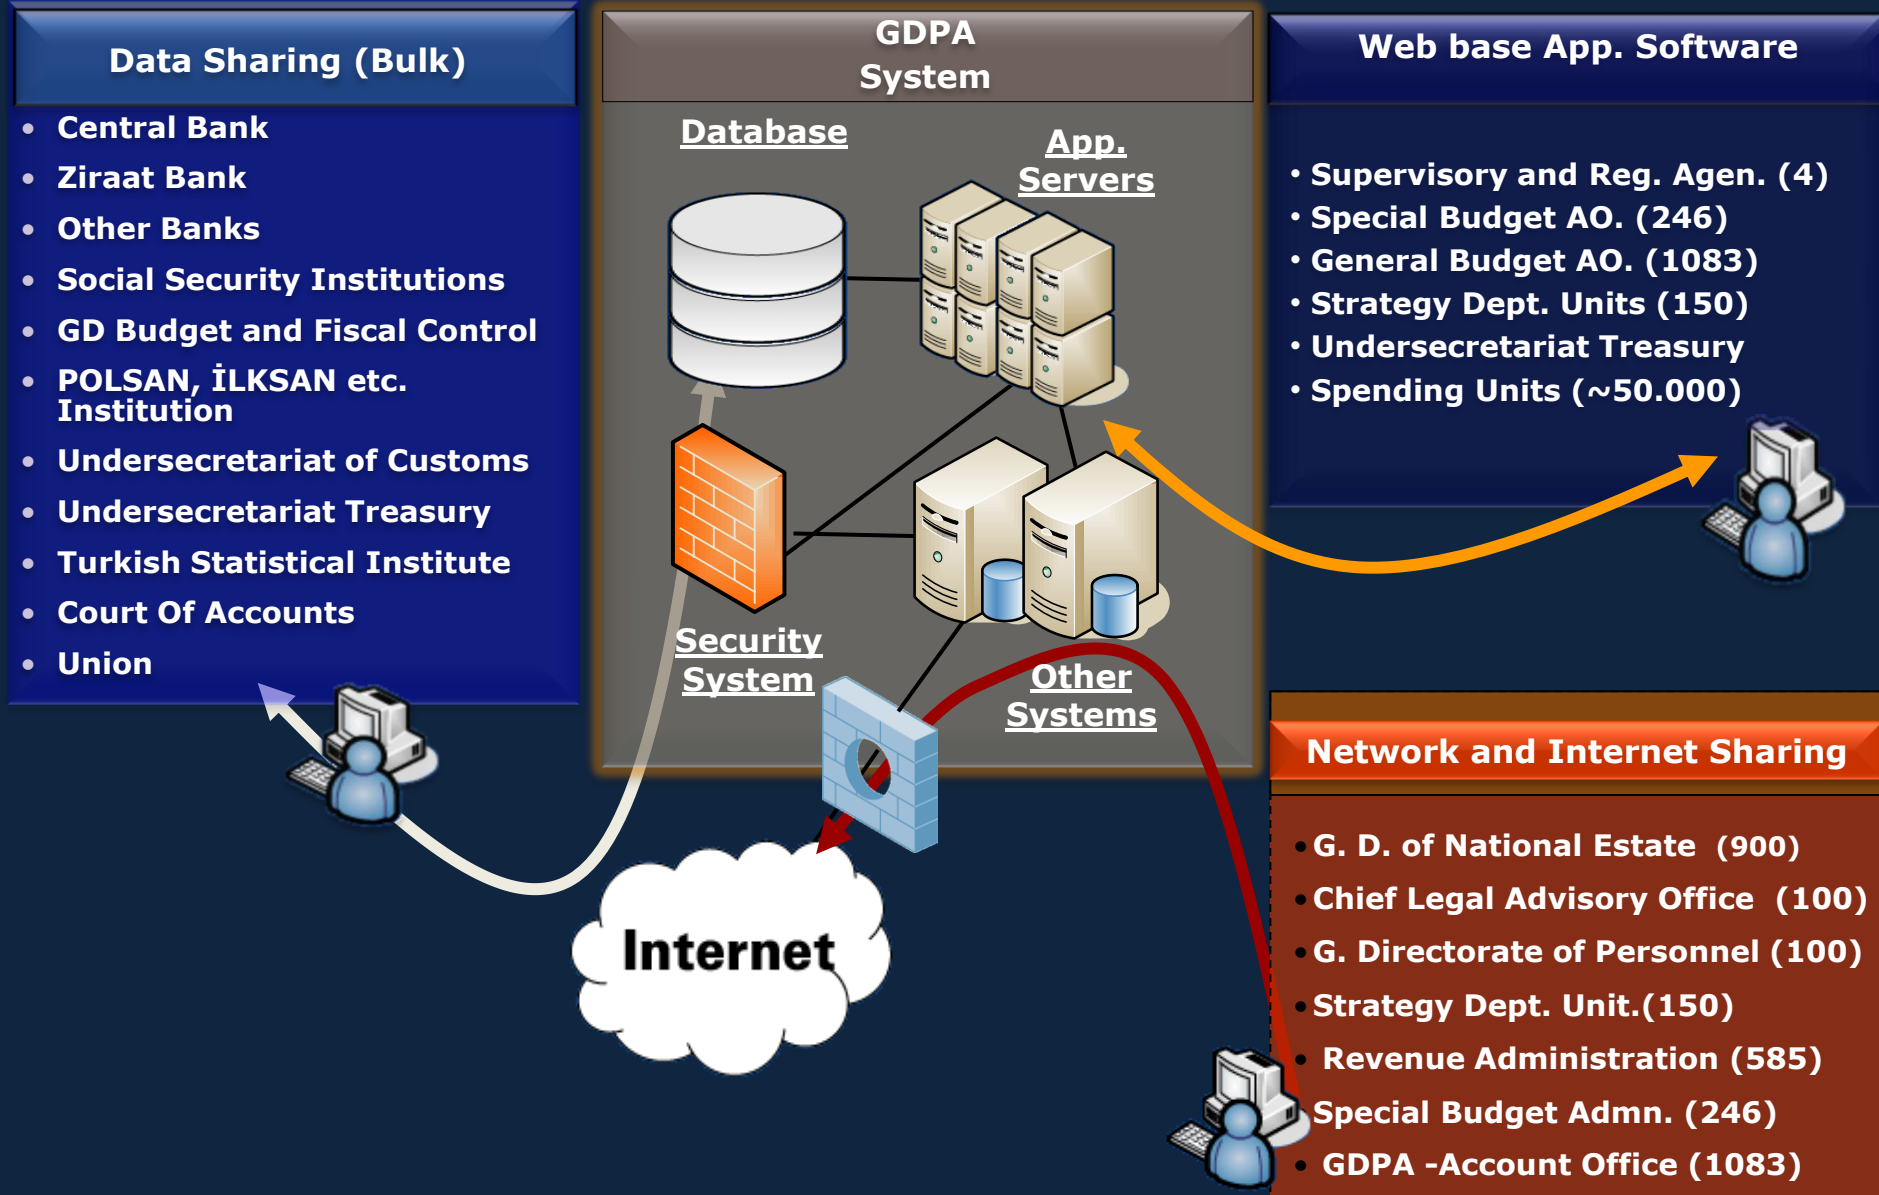 Data Sharing (Bulk)
• Central Bank
• Ziraat Bank
• Other Banks
• Social Security Institutions
• GD Budget and Fiscal Control
• POLSAN, İLKSAN etc.
Institution
• Undersecretariat of Customs
• Undersecretariat Treasury
• Turkish Statistical Institute
• Court Of Accounts
• Union
GDPA
System
Database
App.
Servers
Security
System
Other
Systems
Internet
Web base App. Software
• Supervisory and Reg. Agen. (4)
• Special Budget AO. (246)
• General Budget AO. (1083)
• Strategy Dept. Units (150)
• Undersecretariat Treasury
• Spending Units (~50.000)
Network and Internet Sharing
• G. D. of National Estate (900)
• Chief Legal Advisory Office (100)
• G. Directorate of Personnel (100)
• Strategy Dept. Unit.(150)
• Revenue Administration (585)
• Special Budget Admn. (246)
• GDPA -Account Office (1083)